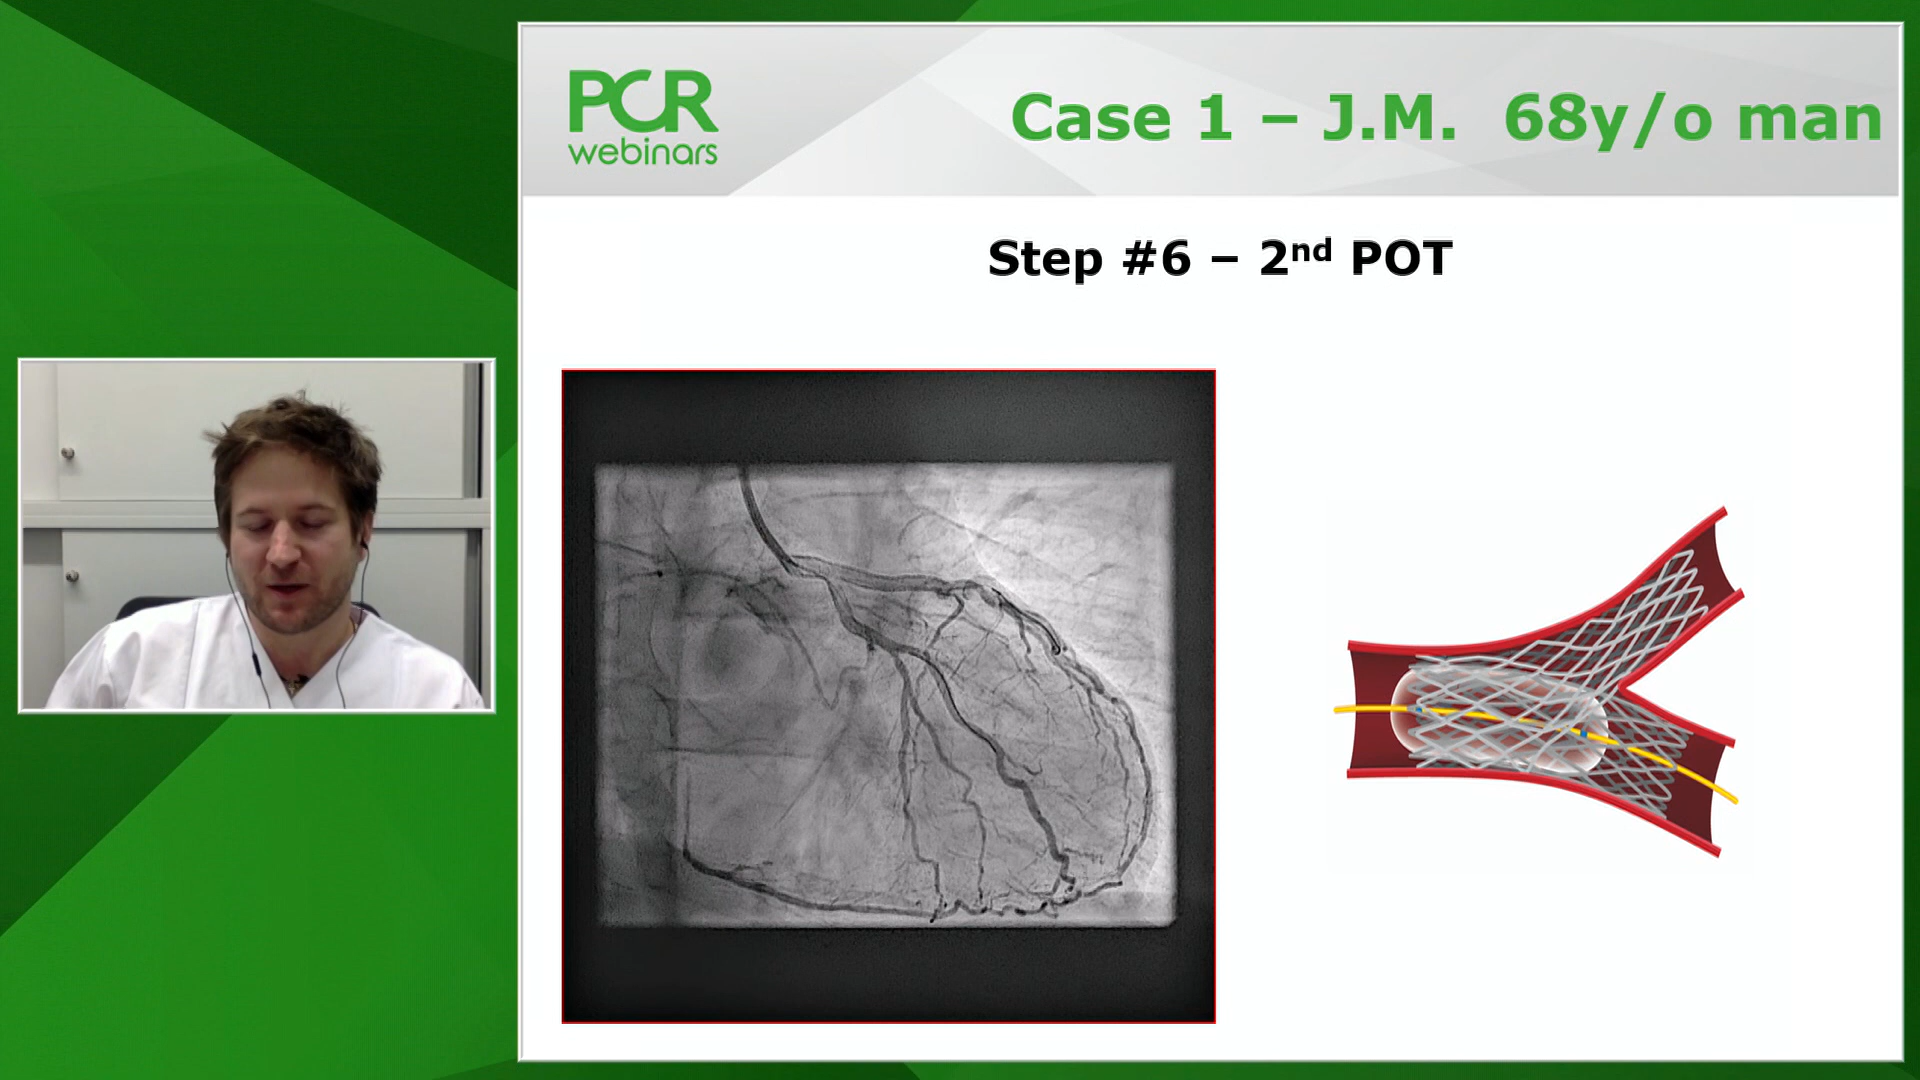 PCR
webinars
Case 1 – J.M. 68y/o man
Step #6 – 2nd POT